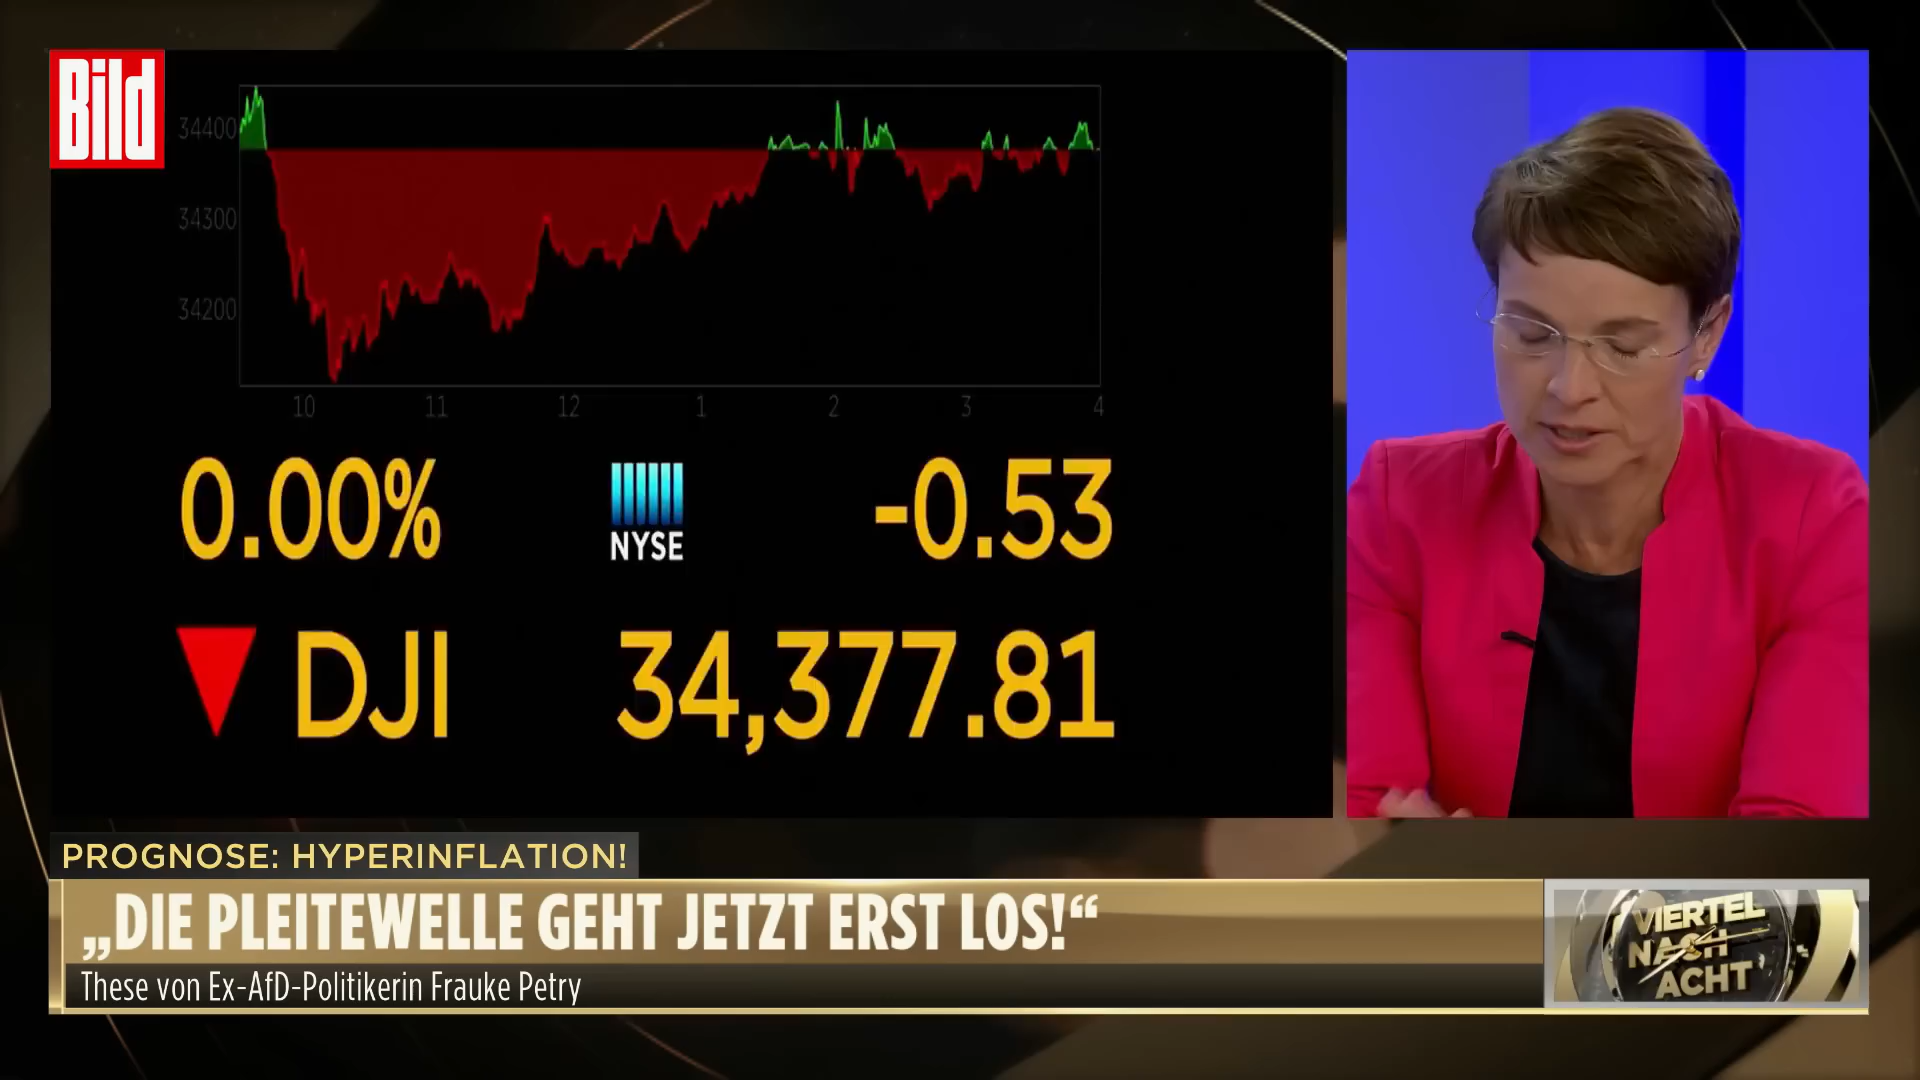 Bild
34400
34300
34200
10 11 12 1 2 3 4
0.00% NYSE -0.53
DJI 34,377.81
PROGNOSE: HYPERINFLATION!
„DIE PLEITEWELLE GEHT JETZT ERST LOS!“
These von Ex-AfD-Politikerin Frauke Petry
VIERTEL
NACH
ACHT